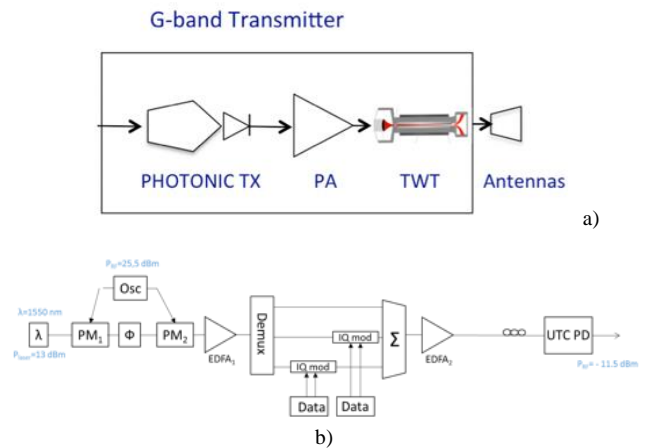 G-band Transmitter
PHOTONIC TX PA TWT Antennas
a)
P_RF=25,5 dBm
Osc
λ=1550 nm
λ PM1 Φ PM2
EDFA1
Demux
IQ mod
IQ mod
Σ
EDFA2
UTC PD
P_laser=13 dBm
P_RF= - 11.5 dBm
Data Data
b)